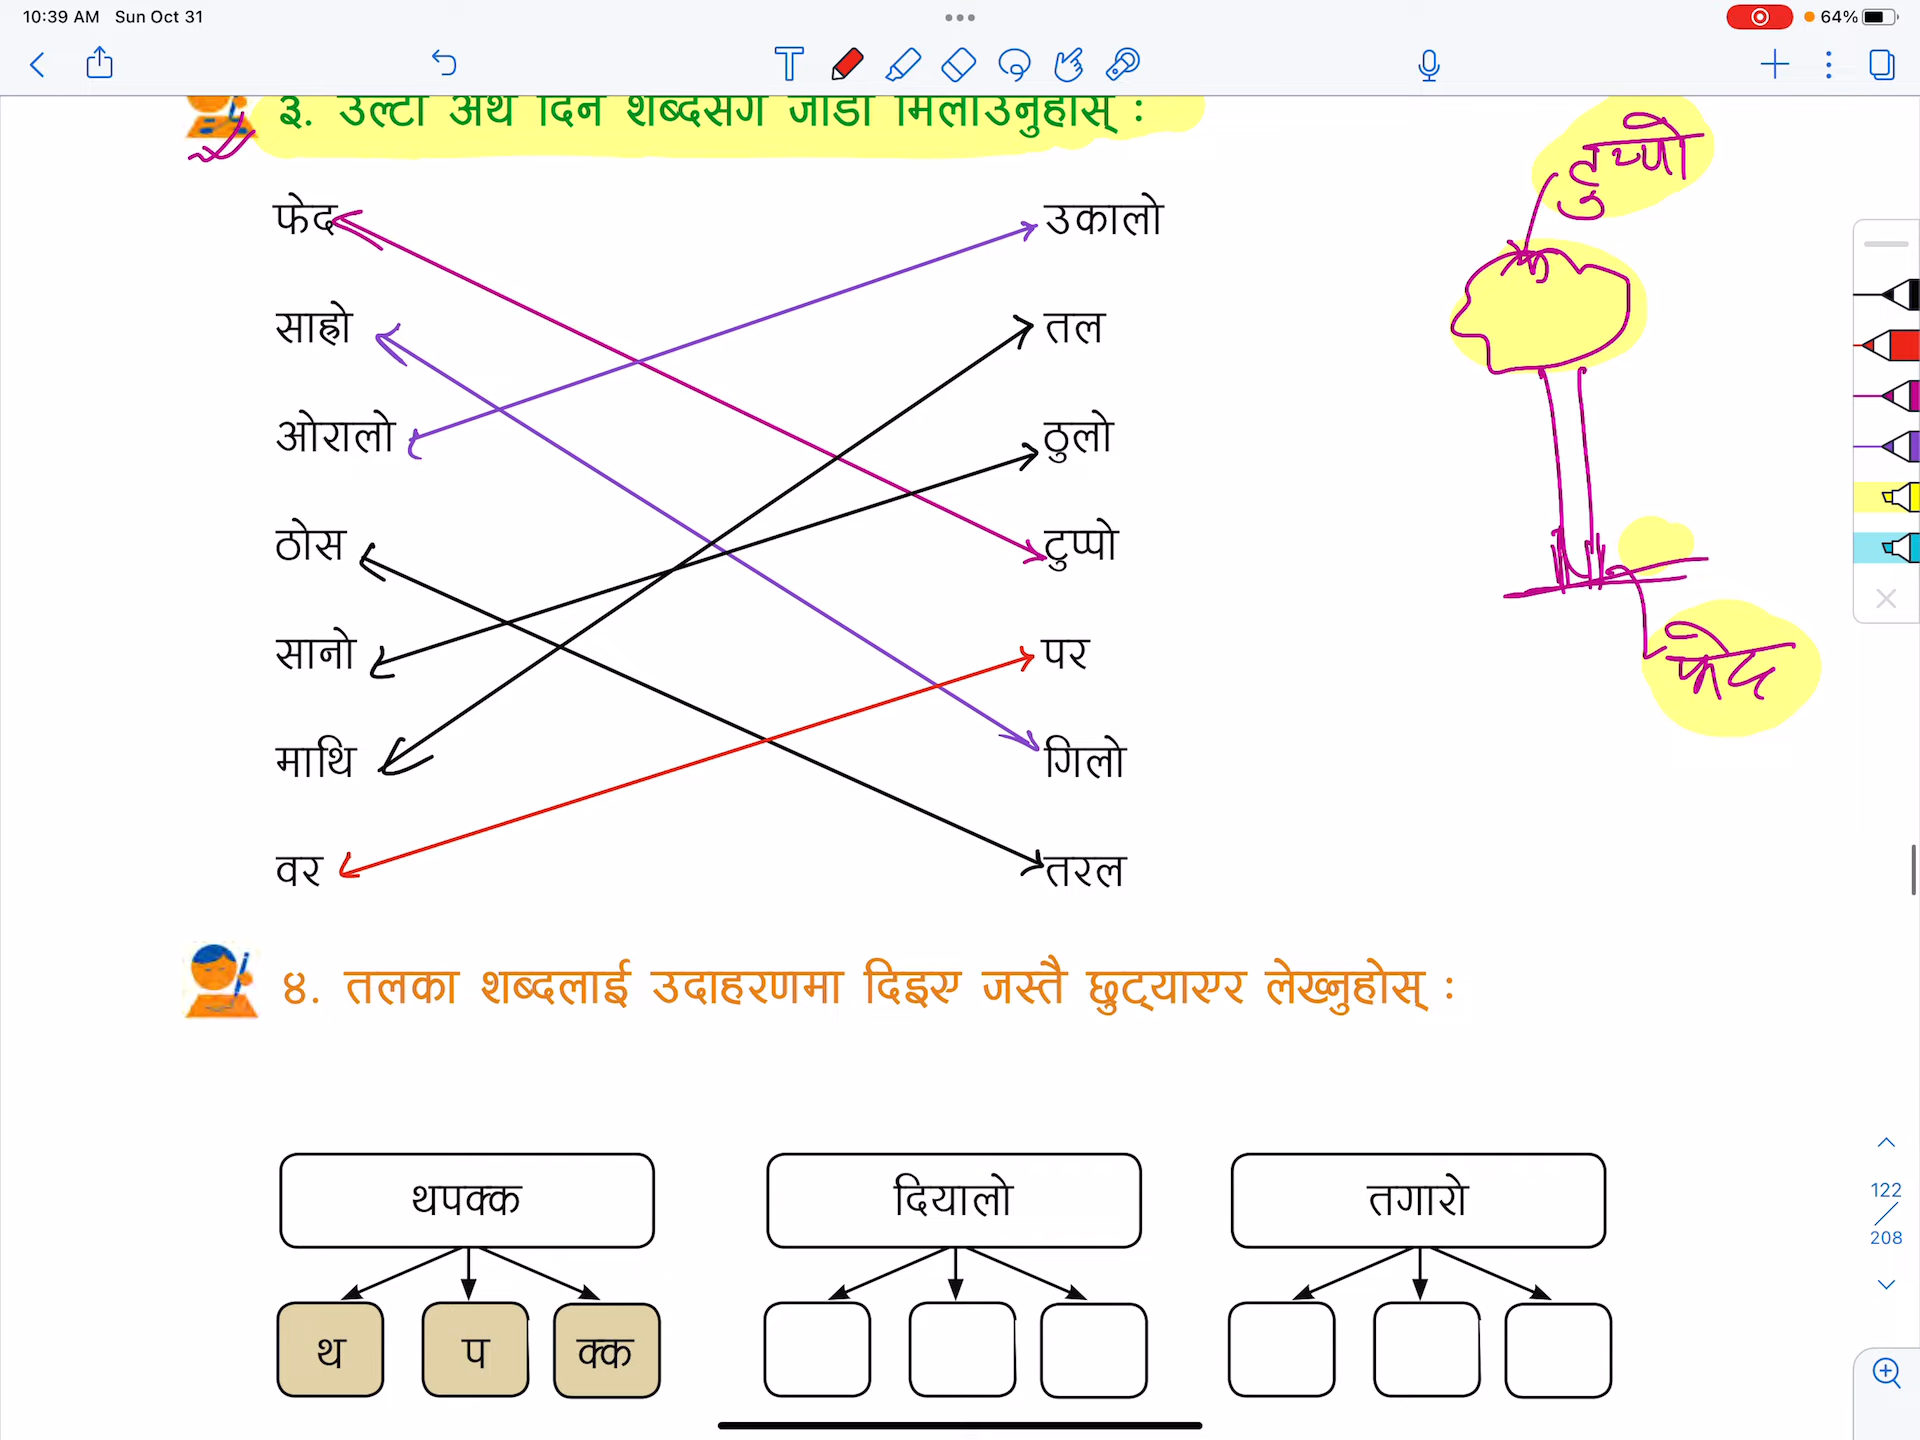 10:39 AM Sun Oct 31
64%
३. उल्टो अर्थ दिने शब्दसँग जोडा मिलाउनुहोस् :
टुप्पो
फेद उकालो
साह्रो तल
ओरालो ठुलो
ठोस टुप्पो
सानो पर
फेद
माथि गिलो
वर तरल
४. तलका शब्दलाई उदाहरणमा दिइए जस्तै छुट्याएर लेख्नुहोस् :
थपक्क दियालो तगारो
थ प क्क
122
208